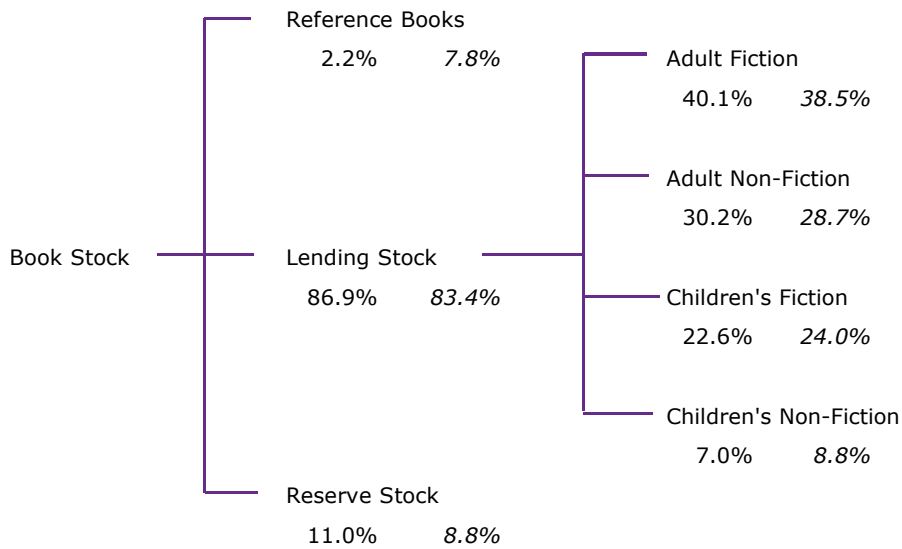 Reference Books
2.2% 7.8%
Adult Fiction
40.1% 38.5%
Adult Non-Fiction
30.2% 28.7%
Book Stock
Lending Stock
86.9% 83.4%
Children's Fiction
22.6% 24.0%
Children's Non-Fiction
7.0% 8.8%
Reserve Stock
11.0% 8.8%